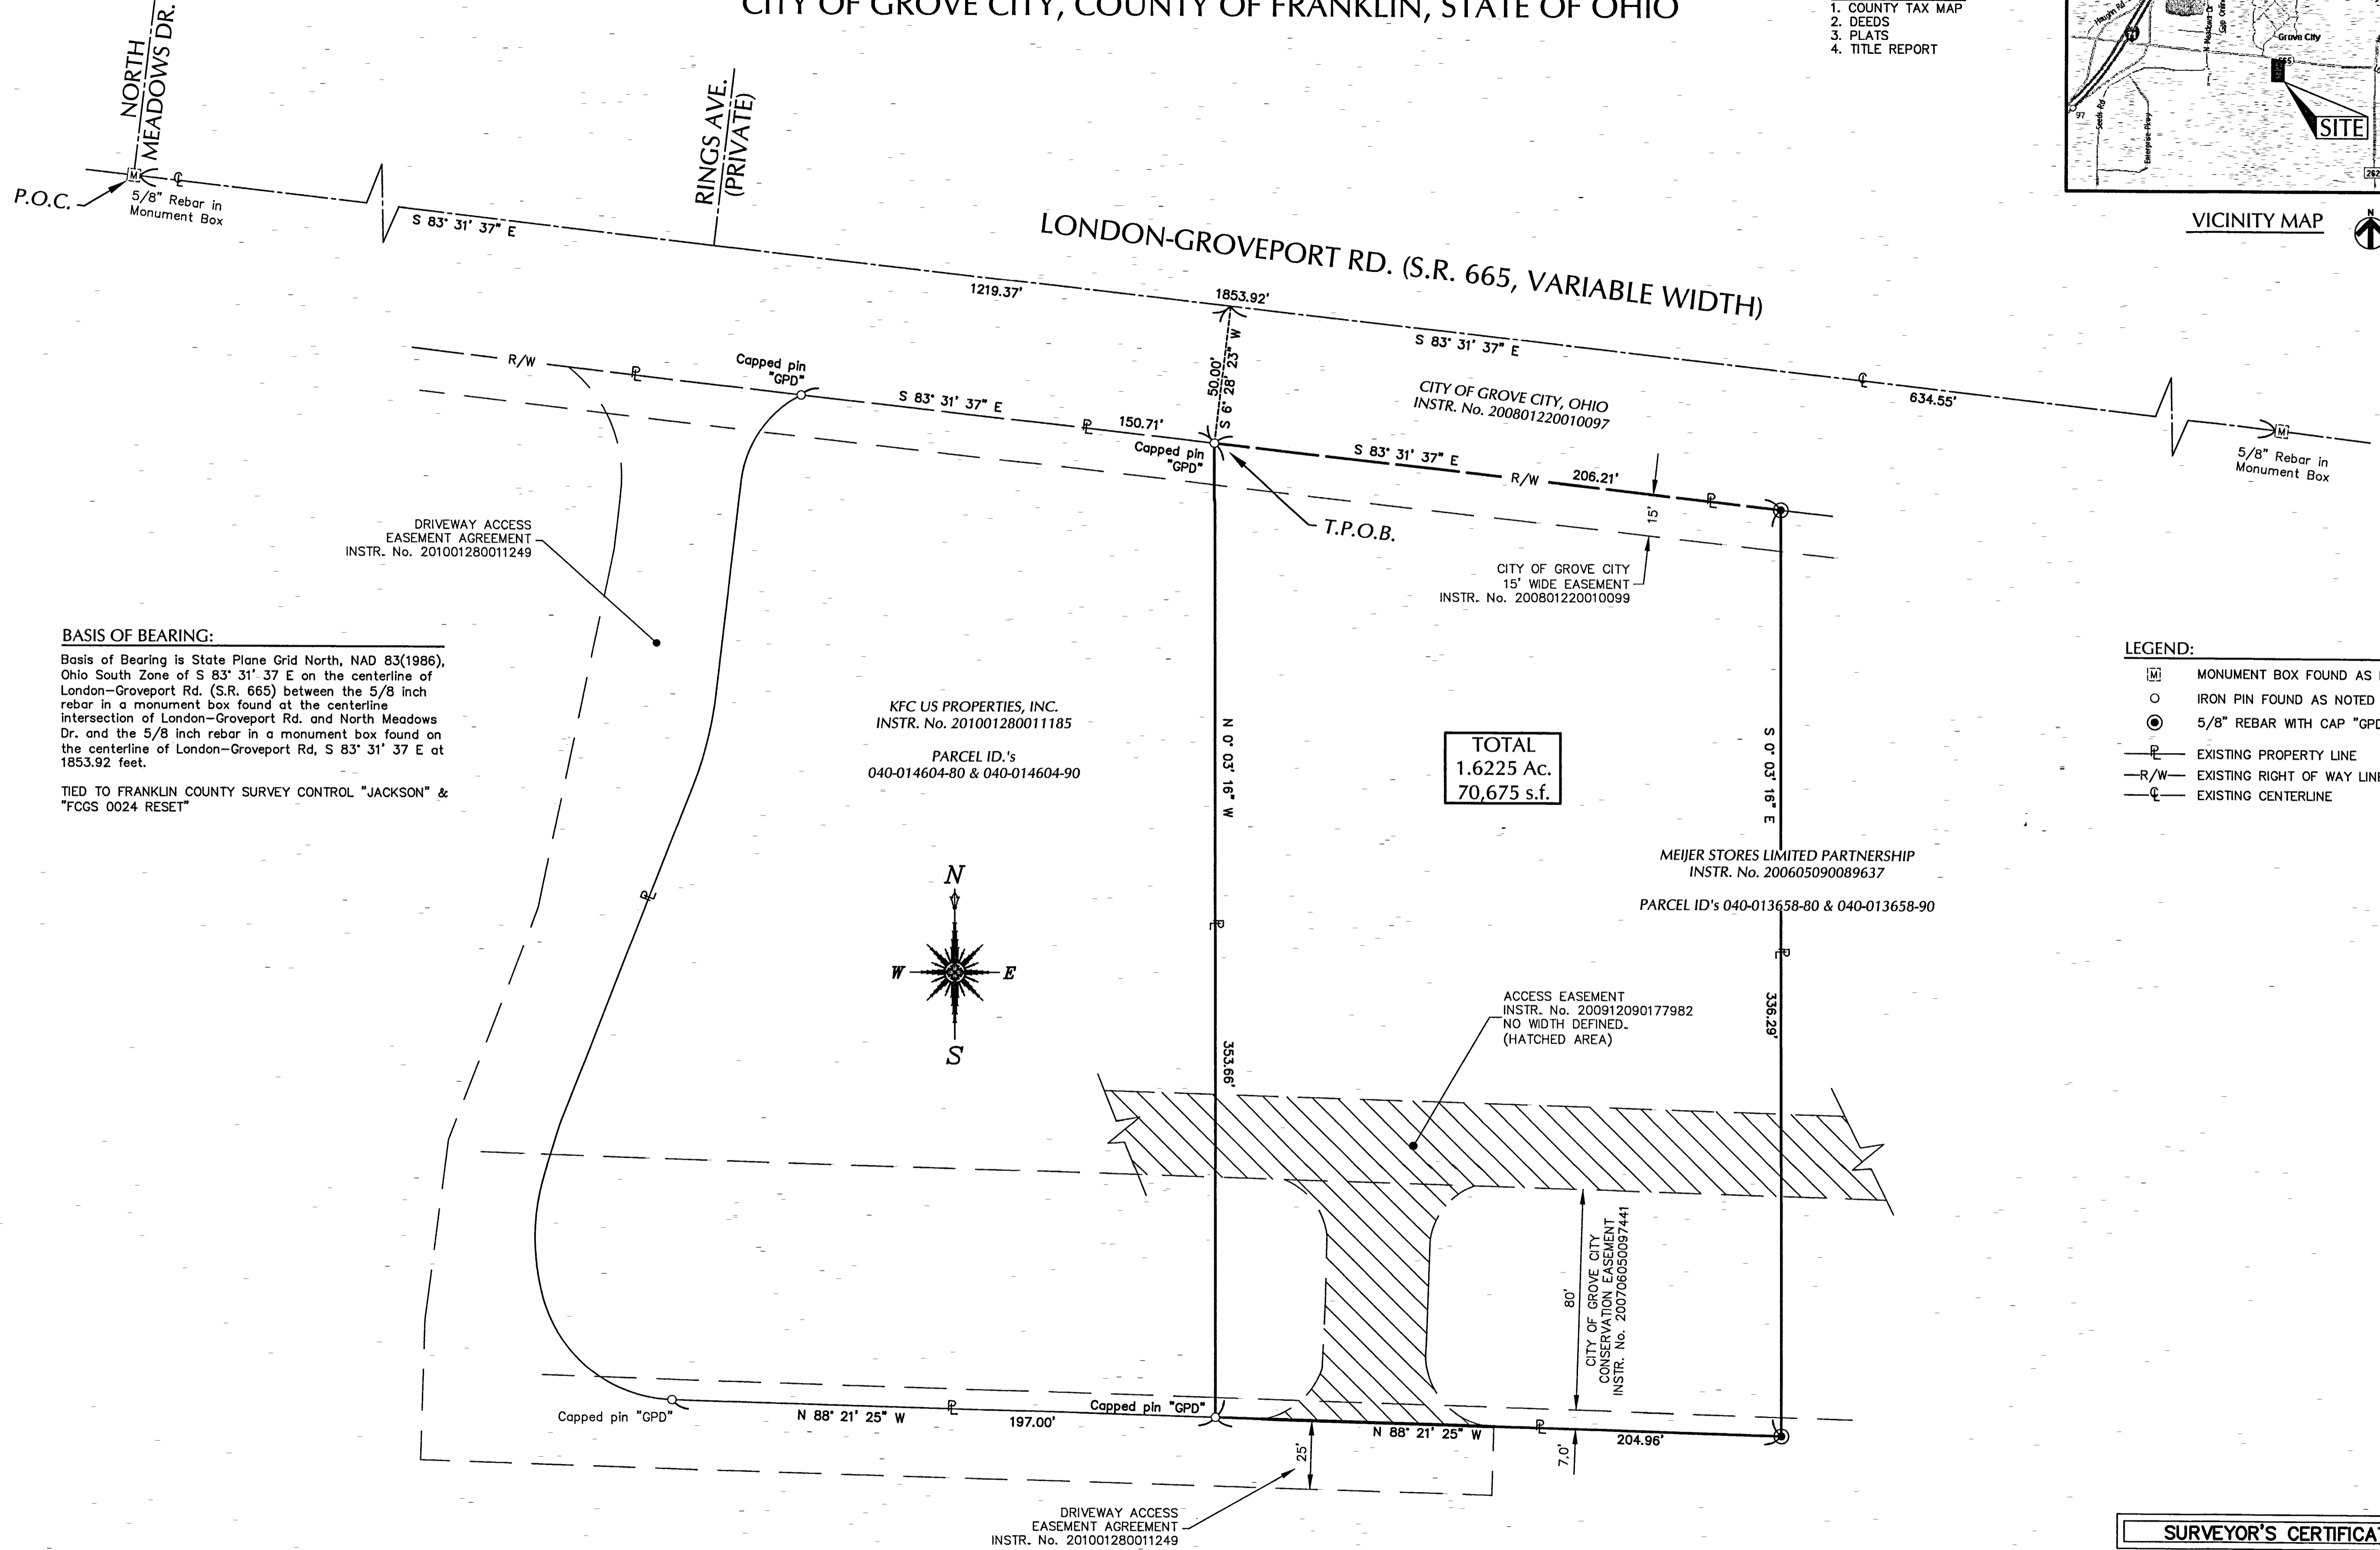 CITY OF GROVE CITY, COUNTY OF FRANKLIN, STATE OF OHIO
1. COUNTY TAX MAP
2. DEEDS
3. PLATS
4. TITLE REPORT
Haughn Rd
71
N Meadows Dr
Grove City
665
97
Seeds Rd
Enterprise Pkwy
262
SITE
VICINITY MAP
N
NORTH
MEADOWS DR.
RINGS AVE.
(PRIVATE)
P.O.C.
M
5/8" Rebar in
Monument Box
S 83° 31' 37" E
LONDON-GROVEPORT RD. (S.R. 665, VARIABLE WIDTH)
1219.37'
1853.92'
S 83° 31' 37" E
634.55'
M
5/8" Rebar in
Monument Box
50.00'
S 6° 28' 23" W
R/W
Capped pin
"GPD"
S 83° 31' 37" E
150.71'
Capped pin
"GPD"
CITY OF GROVE CITY, OHIO
INSTR. No. 200801220010097
S 83° 31' 37" E
R/W
206.21'
15'
T.P.O.B.
CITY OF GROVE CITY
15' WIDE EASEMENT
INSTR. No. 200801220010099
DRIVEWAY ACCESS
EASEMENT AGREEMENT
INSTR. No. 201001280011249
BASIS OF BEARING:
Basis of Bearing is State Plane Grid North, NAD 83(1986),
Ohio South Zone of S 83° 31' 37 E on the centerline of
London-Groveport Rd. (S.R. 665) between the 5/8 inch
rebar in a monument box found at the centerline
intersection of London-Groveport Rd. and North Meadows
Dr. and the 5/8 inch rebar in a monument box found on
the centerline of London-Groveport Rd, S 83° 31' 37 E at
1853.92 feet.
TIED TO FRANKLIN COUNTY SURVEY CONTROL "JACKSON" &
"FCGS 0024 RESET"
KFC US PROPERTIES, INC.
INSTR. No. 201001280011185
PARCEL ID.'s
040-014604-80 & 040-014604-90
N 0° 03' 16" W
353.66'
TOTAL
1.6225 Ac.
70,675 s.f.
S 0° 03' 16" E
336.29'
MEIJER STORES LIMITED PARTNERSHIP
INSTR. No. 200605090089637
PARCEL ID's 040-013658-80 & 040-013658-90
LEGEND:
M MONUMENT BOX FOUND AS
IRON PIN FOUND AS NOTED
5/8" REBAR WITH CAP "GPD
EXISTING PROPERTY LINE
R/W EXISTING RIGHT OF WAY LINE
EXISTING CENTERLINE
N
W
E
S
ACCESS EASEMENT
INSTR. No. 200912090177982
NO WIDTH DEFINED.
(HATCHED AREA)
80'
CITY OF GROVE CITY
CONSERVATION EASEMENT
INSTR. No. 200706050097441
Capped pin "GPD"
N 88° 21' 25" W
197.00'
Capped pin "GPD"
N 88° 21' 25" W
204.96'
25'
7.0'
DRIVEWAY ACCESS
EASEMENT AGREEMENT
INSTR. No. 201001280011249
SURVEYOR'S CERTIFICAT